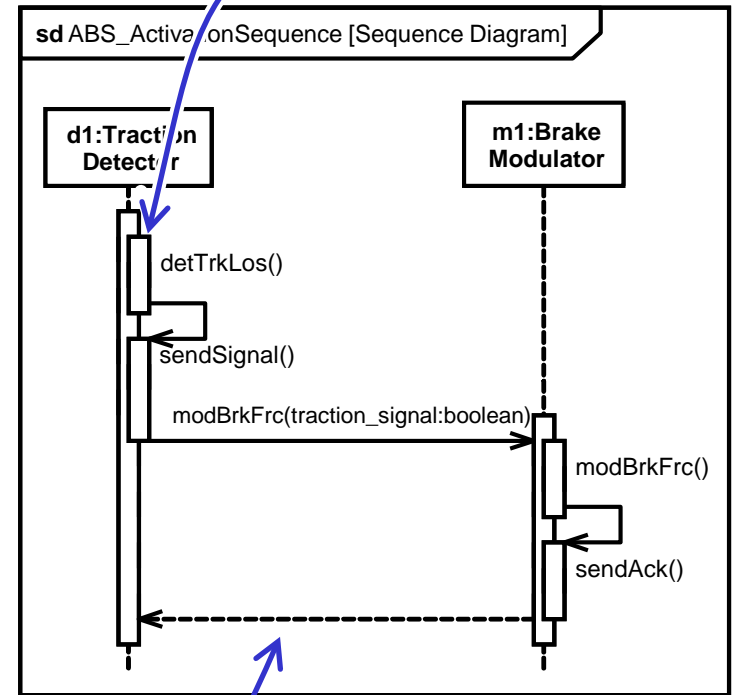 sd ABS_ActivationSequence [Sequence Diagram]
d1:Traction
Detector
m1:Brake
Modulator
detTrkLos()
sendSignal()
modBrkFrc(traction_signal:boolean)
modBrkFrc()
sendAck()